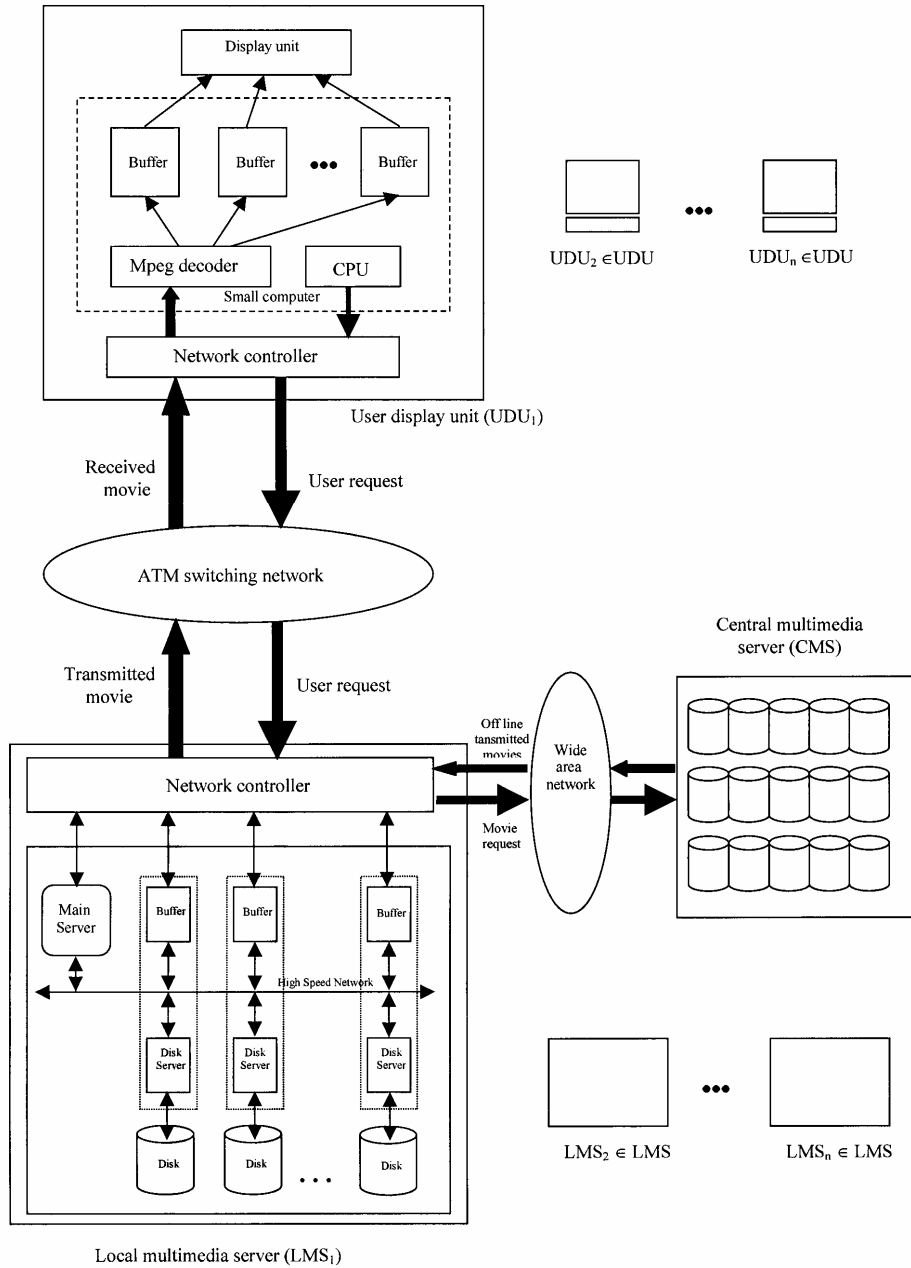 Display unit
Buffer
Buffer
•••
Buffer
Mpeg decoder
CPU
Small computer
Network controller
User display unit (UDU₁)
UDU₂ ∈UDU
•••
UDUₙ ∈UDU
Received
movie
User request
ATM switching network
Transmitted
movie
User request
Central multimedia
server (CMS)
Off line
tansmitted
movies
Wide
area
network
Movie
request
Network controller
Main
Server
Buffer
Buffer
Buffer
High Speed Network
Disk
Server
Disk
Server
Disk
Server
Disk
Disk
...
Disk
LMS₂ ∈ LMS
•••
LMSₙ ∈ LMS
Local multimedia server (LMS₁)